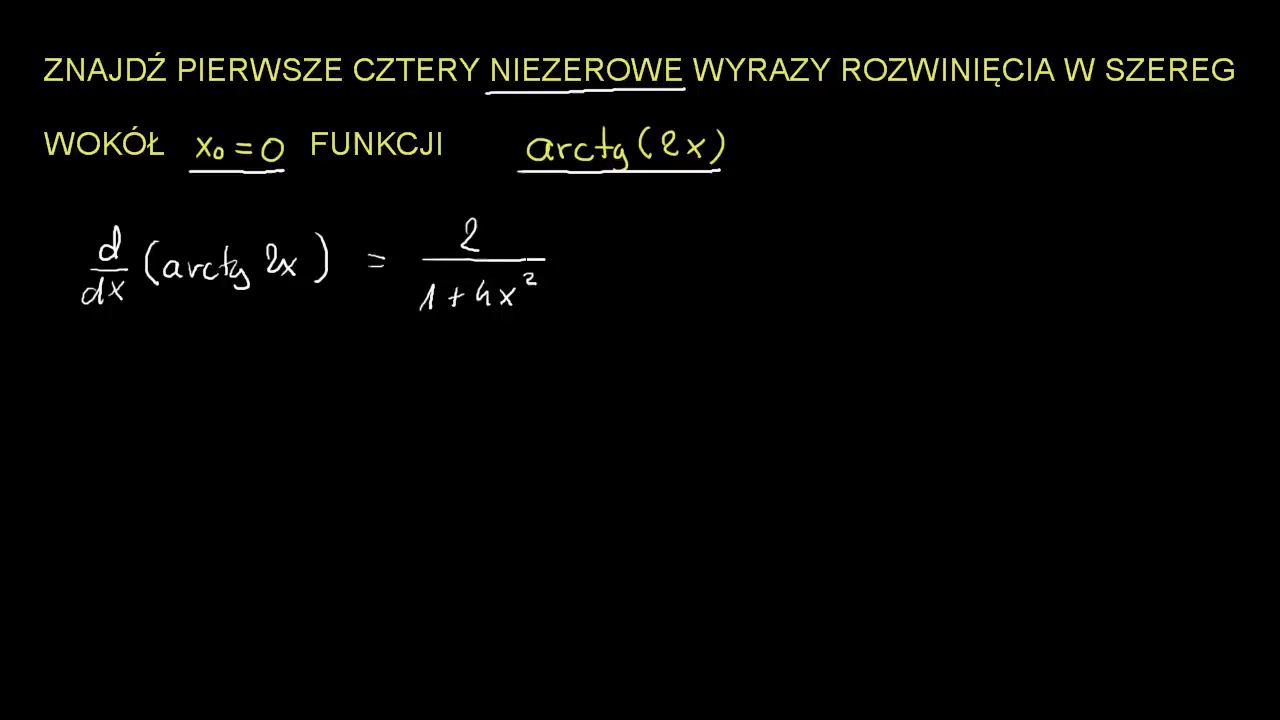 ZNAJDŹ PIERWSZE CZTERY NIEZEROWE WYRAZY ROZWINIĘCIA W SZEREG
WOKÓŁ x₀ = 0 FUNKCJI arctg (2x)
d/dx (arctg 2x) = 2/(1+4x²)